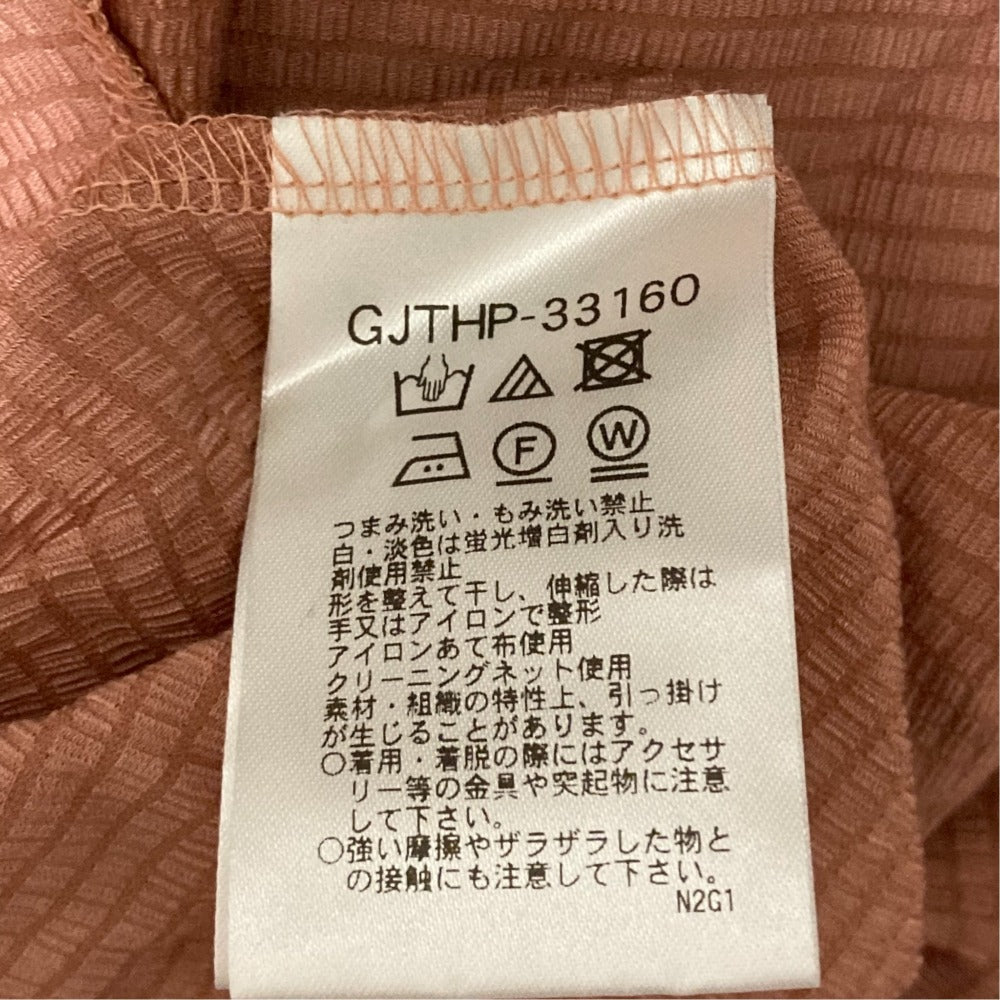 GJTHP-33160
F W
つまみ洗い・もみ洗い禁止
白・淡色は蛍光増白剤入り洗
剤使用禁止
形を整えて干し、伸縮した際は
手又はアイロンで整形
アイロンあて布使用
クリーニングネット使用
素材・組織の特性上、引っ掛け
が生じることがあります。
○着用・着脱の際にはアクセサ
リー等の金具や突起物に注意
して下さい。
○強い摩擦やザラザラした物と
の接触にも注意して下さい。
N2G1